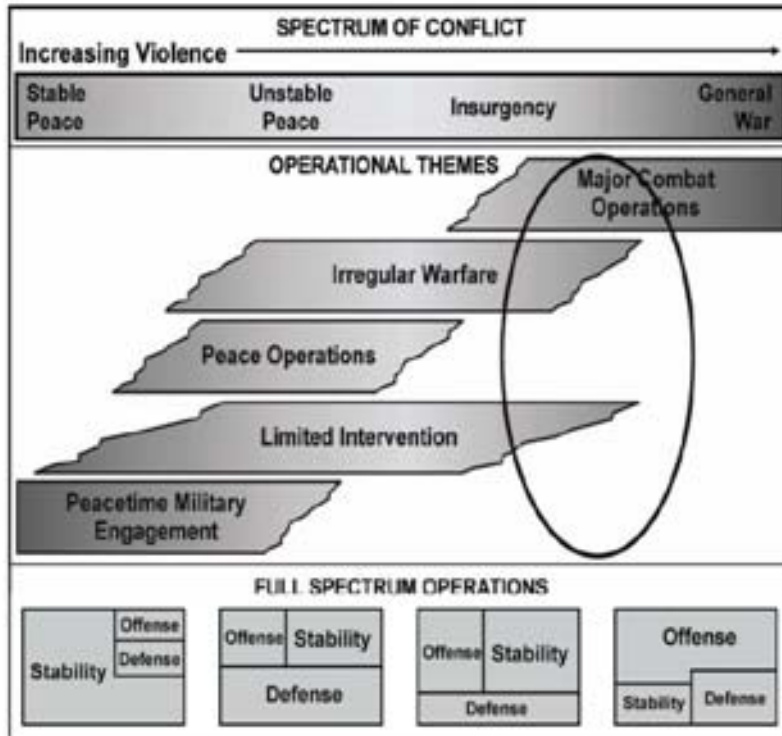 SPECTRUM OF CONFLICT
Increasing Violence
Stable
Peace
Unstable
Peace
Insurgency
General
War
OPERATIONAL THEMES
Major Combat
Operations
Irregular Warfare
Peace Operations
Limited Intervention
Peacetime Military
Engagement
FULL SPECTRUM OPERATIONS
Stability
Offense
Defense
Offense
Stability
Defense
Offense
Stability
Defense
Offense
Stability
Defense